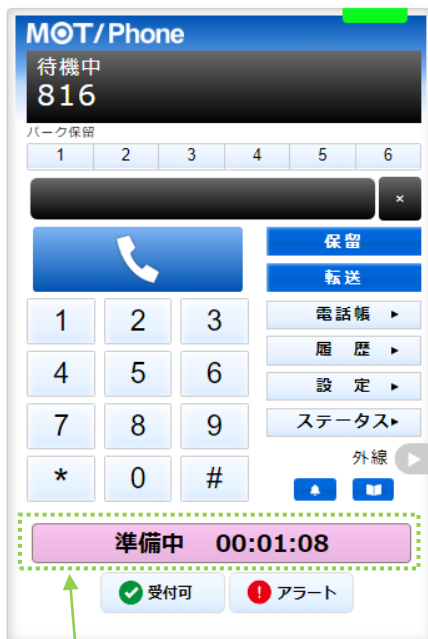 MOT/Phone
待機中
816
パーク保留
1 2 3 4 5 6
×
保留
転送
1 2 3
電話帳
履 歴
4 5 6
設 定
7 8 9
ステータス
外線
* 0 #
準備中 00:01:08
受付可 アラート